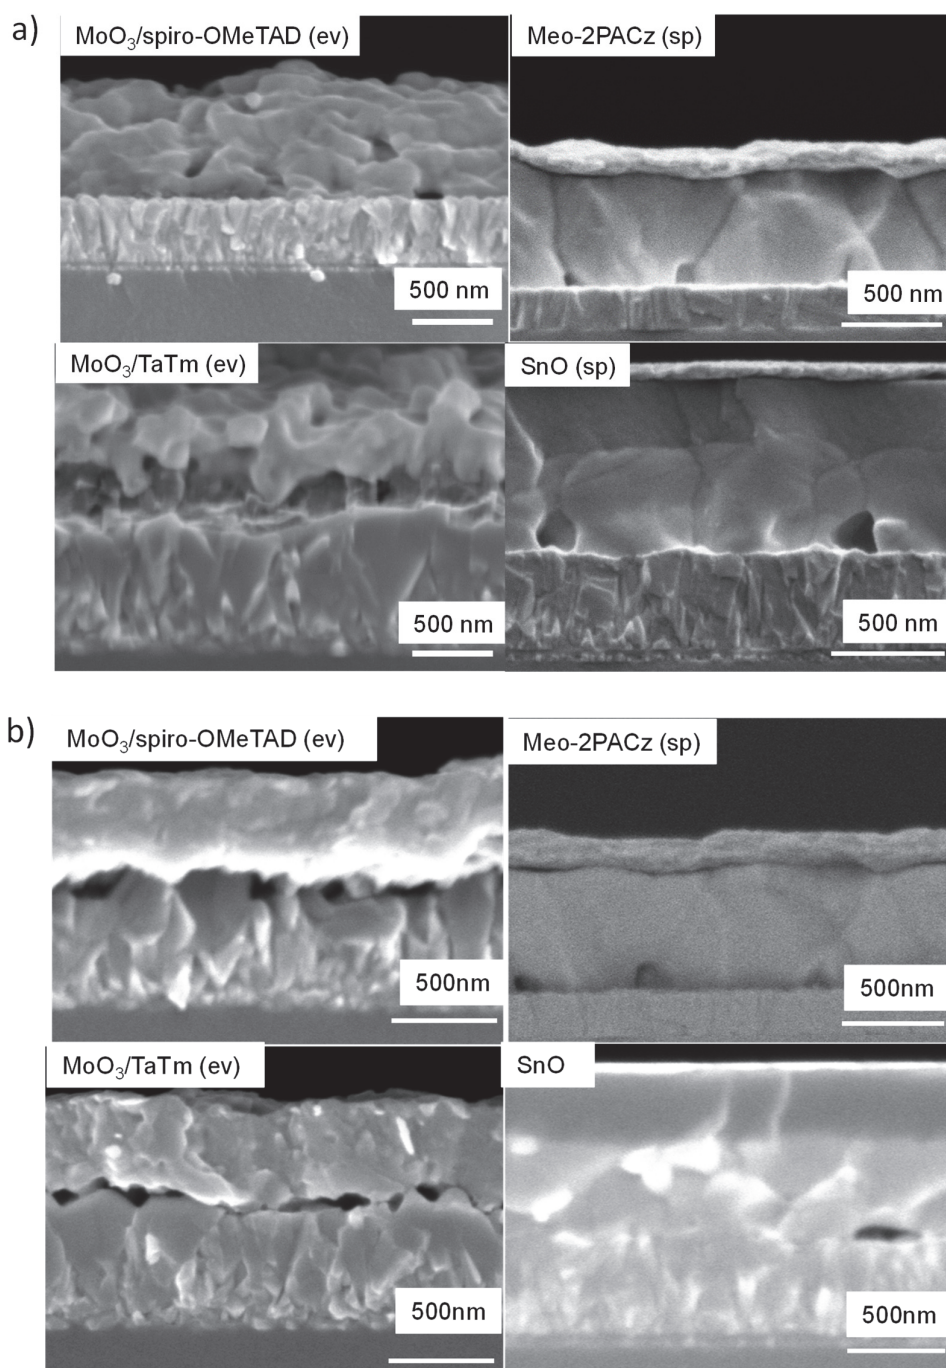 a)
MoO₃/spiro-OMeTAD (ev)
Meo-2PACz (sp)
500 nm
500 nm
MoO₃/TaTm (ev)
SnO (sp)
500 nm
500 nm
b)
MoO₃/spiro-OMeTAD (ev)
Meo-2PACz (sp)
500nm
500nm
MoO₃/TaTm (ev)
SnO
500nm
500nm